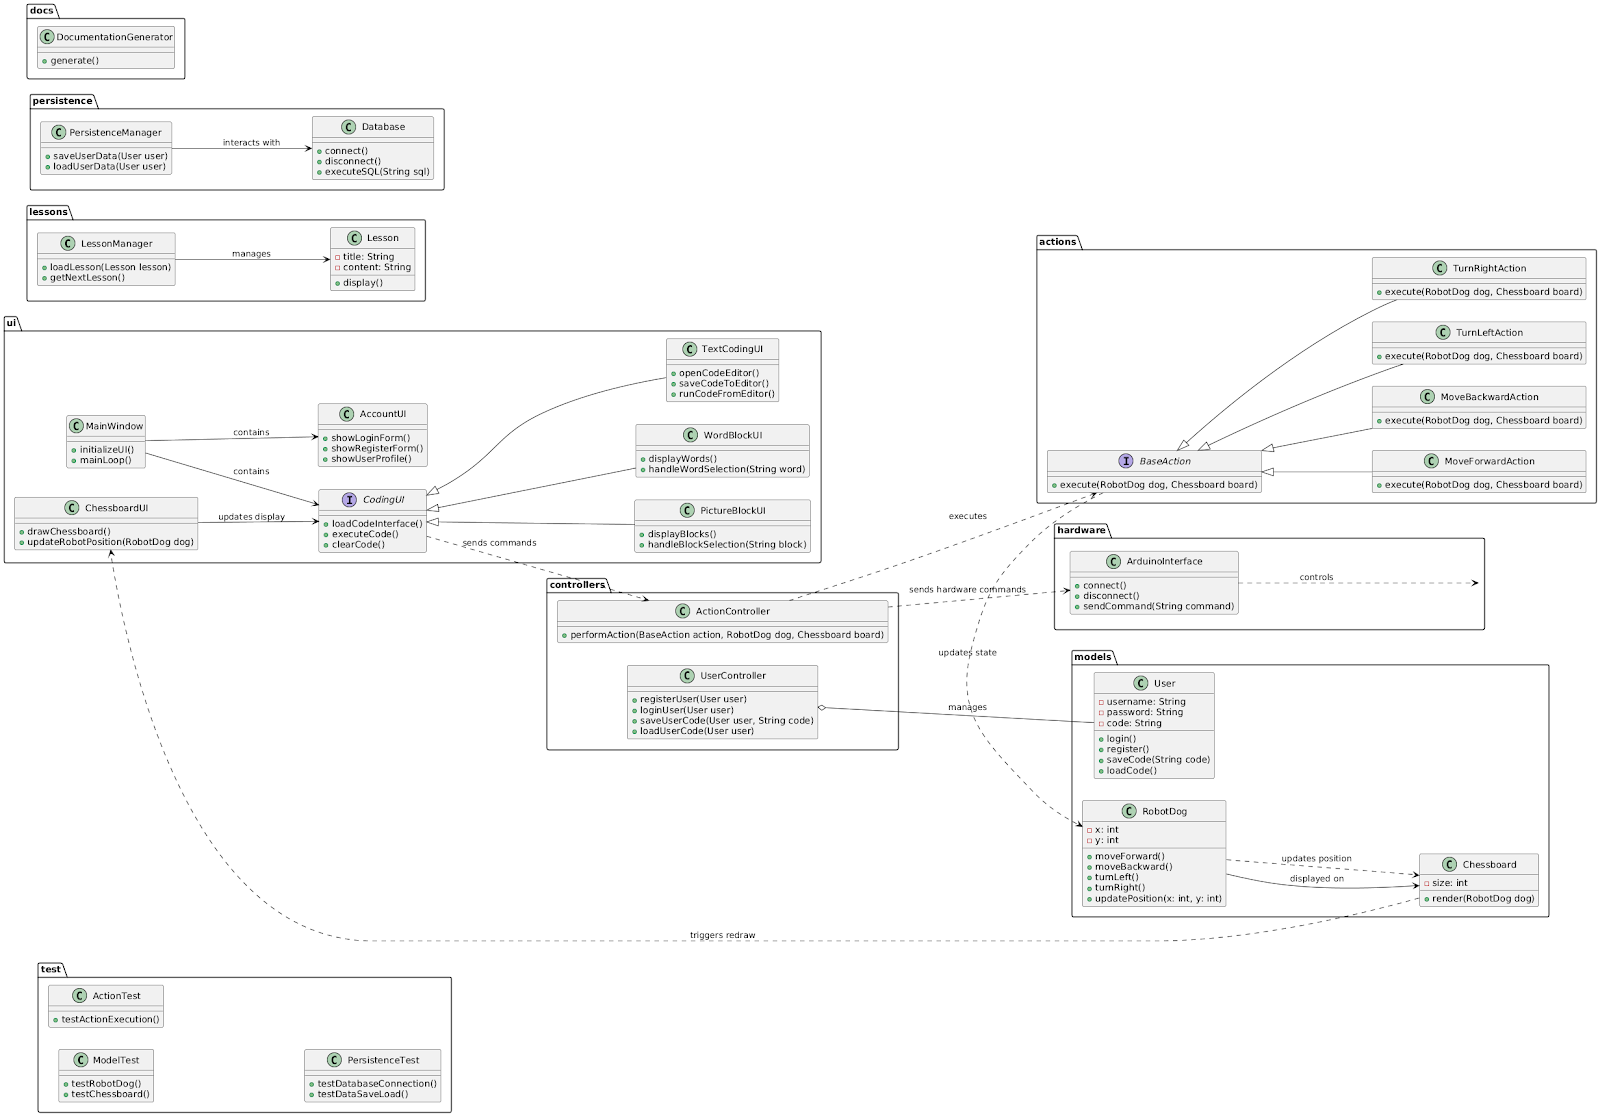 docs
C DocumentationGenerator
generate()
persistence
C PersistenceManager
saveUserData(User user)
loadUserData(User user)
interacts with
C Database
connect()
disconnect()
executeSQL(String sql)
lessons
C LessonManager
loadLesson(Lesson lesson)
getNextLesson()
manages
C Lesson
title: String
content: String
display()
ui
C MainWindow
initializeUI()
mainLoop()
contains
contains
C AccountUI
showLoginForm()
showRegisterForm()
showUserProfile()
C ChessboardUI
drawChessboard()
updateRobotPosition(RobotDog dog)
updates display
I CodingUI
loadCodeInterface()
executeCode()
clearCode()
C TextCodingUI
openCodeEditor()
saveCodeToEditor()
runCodeFromEditor()
C WordBlockUI
displayWords()
handleWordSelection(String word)
C PictureBlockUI
displayBlocks()
handleBlockSelection(String block)
sends commands
controllers
C ActionController
performAction(BaseAction action, RobotDog dog, Chessboard board)
C UserController
registerUser(User user)
loginUser(User user)
saveUserCode(User user, String code)
loadUserCode(User user)
executes
sends hardware commands
updates state
manages
actions
C TurnRightAction
execute(RobotDog dog, Chessboard board)
C TurnLeftAction
execute(RobotDog dog, Chessboard board)
C MoveBackwardAction
execute(RobotDog dog, Chessboard board)
I BaseAction
execute(RobotDog dog, Chessboard board)
C MoveForwardAction
execute(RobotDog dog, Chessboard board)
hardware
C ArduinoInterface
connect()
disconnect()
sendCommand(String command)
controls
models
C User
username: String
password: String
code: String
login()
register()
saveCode(String code)
loadCode()
C RobotDog
x: int
y: int
moveForward()
moveBackward()
turnLeft()
turnRight()
updatePosition(x: int, y: int)
updates position
displayed on
C Chessboard
size: int
render(RobotDog dog)
triggers redraw
test
C ActionTest
testActionExecution()
C ModelTest
testRobotDog()
testChessboard()
C PersistenceTest
testDatabaseConnection()
testDataSaveLoad()